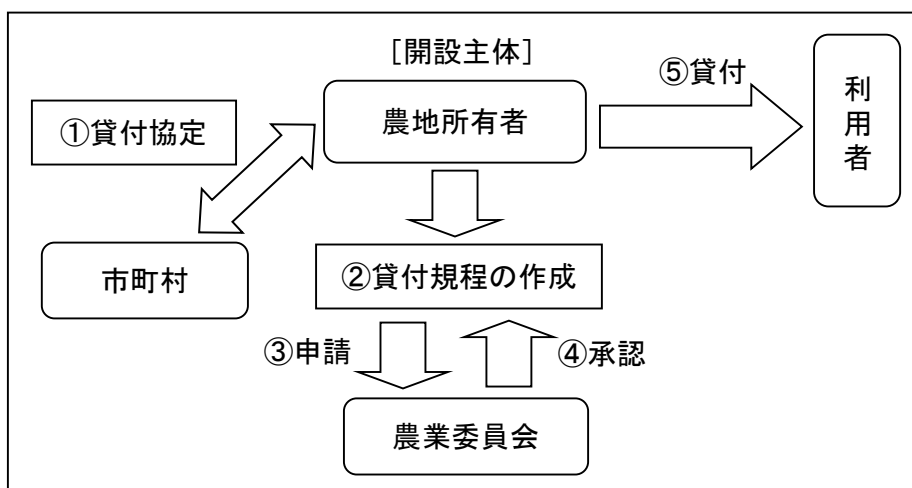 ［開設主体］
農地所有者
⑤貸付
利用者
①貸付協定
市町村
②貸付規程の作成
③申請
④承認
農業委員会